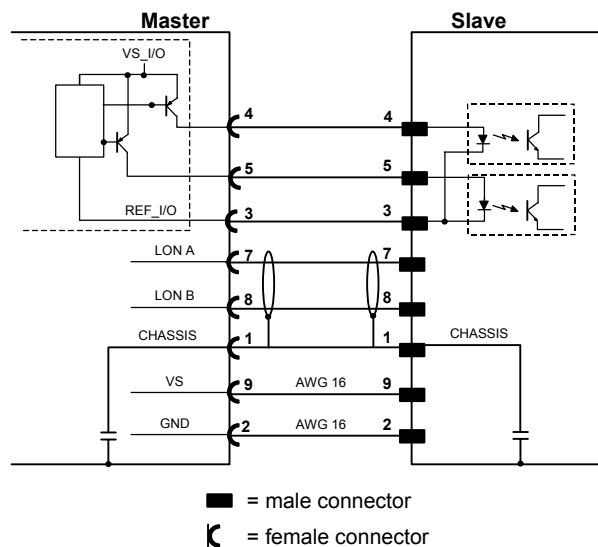 Master Slave
VS_I/O
4 4
5 5
REF_I/O 3 3
LON A 7 7
LON B 8 8
CHASSIS 1 1 CHASSIS
VS 9 AWG 16 9
GND 2 AWG 16 2
= male connector
= female connector